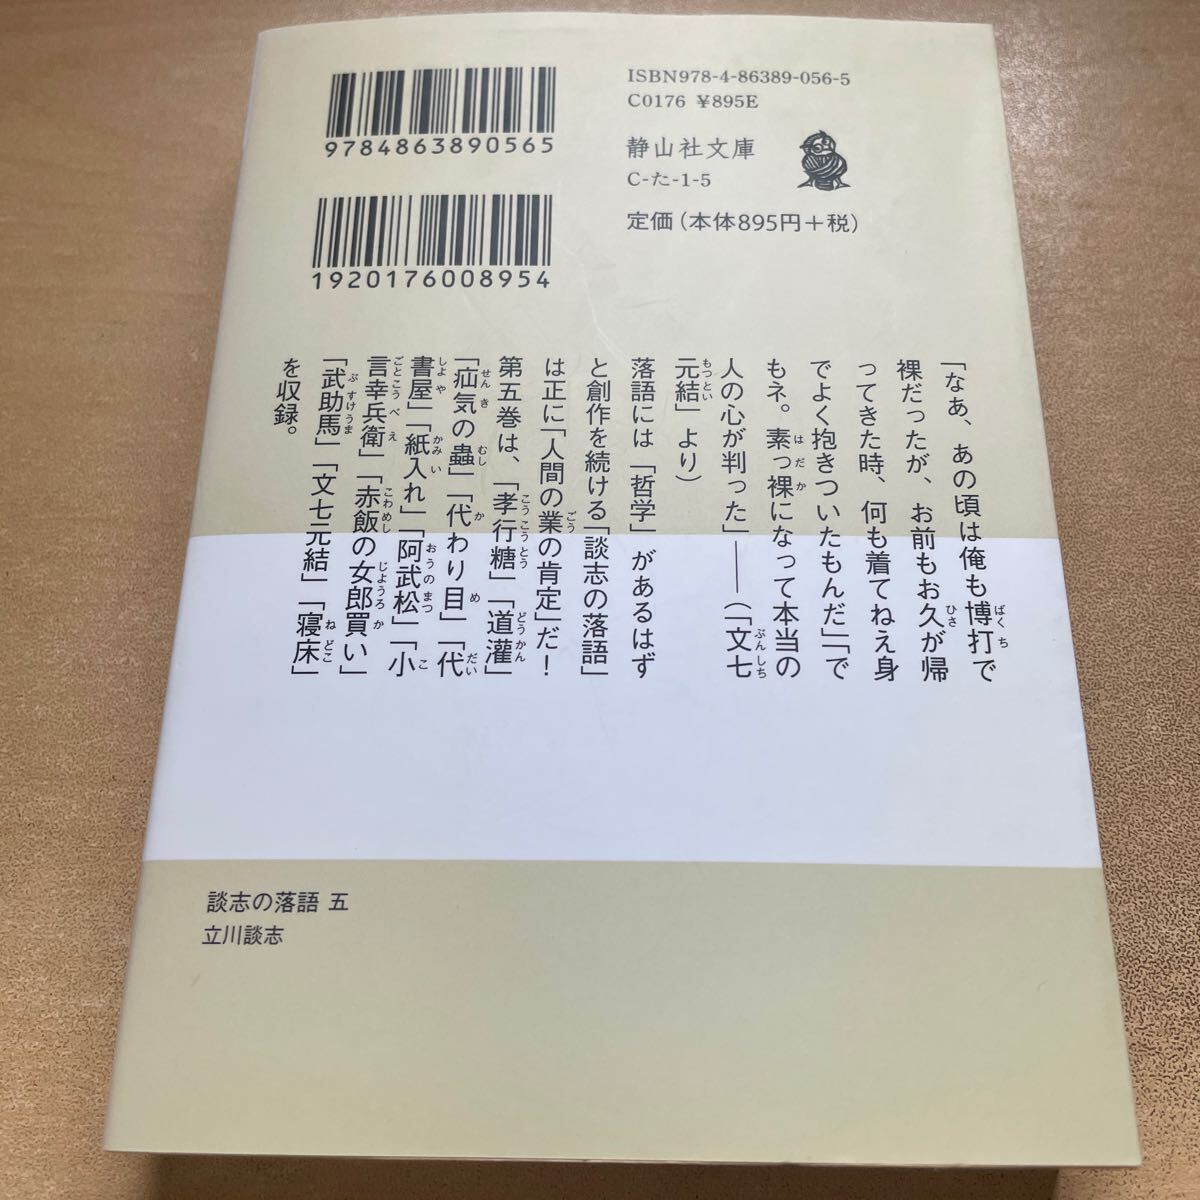 9784863890565
1920176008954
ISBN978-4-86389-056-5
C0176 ¥895E
静山社文庫
C-た-1-5
定価(本体895円+税)
「なあ、あの頃は俺も博打で
裸だったが、お前もお久が帰
ってきた時、何も着てねえ身
でよく抱きついたもんだ」「で
もネ。素っ裸になって本当の
人の心が判った」――(「文七
元結」より)
落語には「哲学」があるはず
と創作を続ける「談志の落語」
は正に「人間の業の肯定」だ!
第五巻は、「孝行糖」「道灌」
「疝気の蟲」「代わり目」「代
書屋」「紙入れ」「阿武松」「小
言幸兵衛」「赤飯の女郎買い」
「武助馬」「文七元結」「寝床」
を収録。
談志の落語 五
立川談志